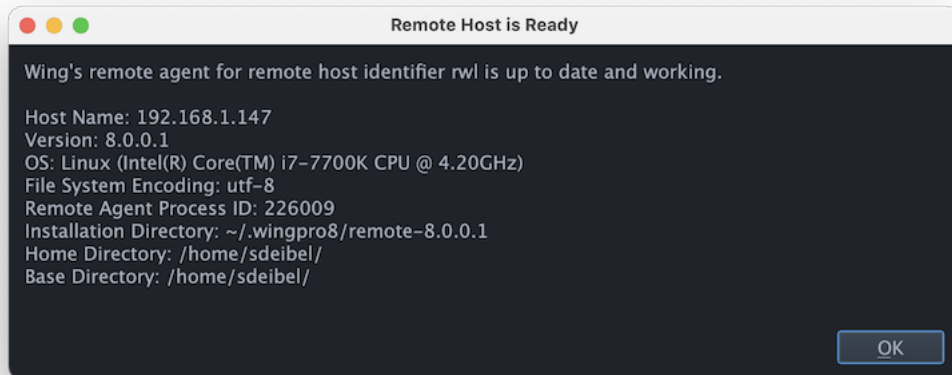 Remote Host is Ready
Wing's remote agent for remote host identifier rwl is up to date and working.
Host Name: 192.168.1.147
Version: 8.0.0.1
OS: Linux (Intel(R) Core(TM) i7-7700K CPU @ 4.20GHz)
File System Encoding: utf-8
Remote Agent Process ID: 226009
Installation Directory: ~/.wingpro8/remote-8.0.0.1
Home Directory: /home/sdeibel/
Base Directory: /home/sdeibel/
OK